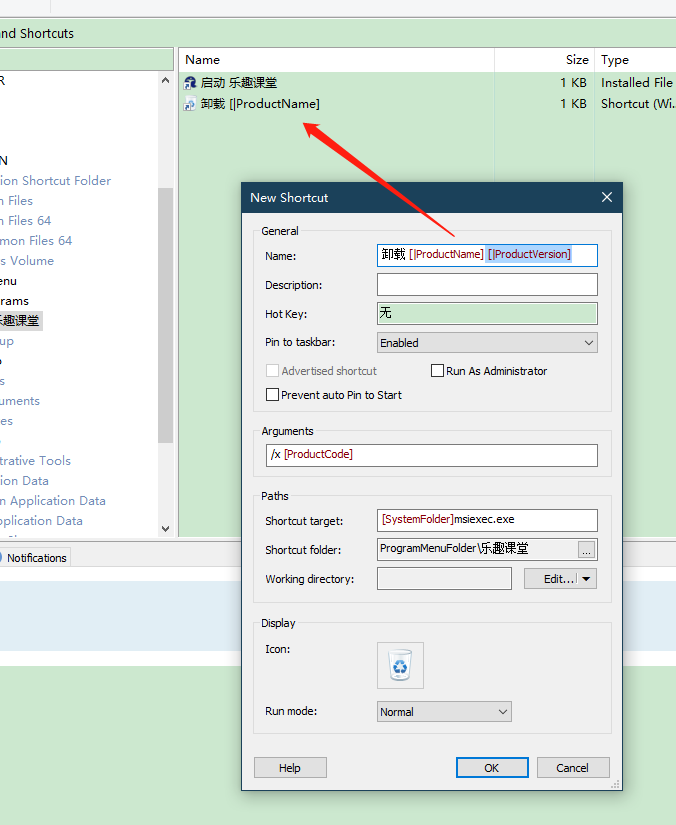 and Shortcuts
Name Size Type
启动 乐趣课堂 1 KB Installed File
卸载 [|ProductName] 1 KB Shortcut (Wi...
R
N
ion Shortcut Folder
n Files
n Files 64
mon Files 64
s Volume
enu
rams
乐趣课堂
up
o
s
uments
es
trative Tools
ion Data
n Application Data
pplication Data
Notifications
New Shortcut
General
Name: 卸载 [|ProductName] [|ProductVersion]
Description:
Hot Key: 无
Pin to taskbar: Enabled
Advertised shortcut Run As Administrator
Prevent auto Pin to Start
Arguments
/x [ProductCode]
Paths
Shortcut target: [SystemFolder]msiexec.exe
Shortcut folder: ProgramMenuFolder\乐趣课堂 ...
Working directory: Edit...
Display
Icon:
Run mode: Normal
Help OK Cancel